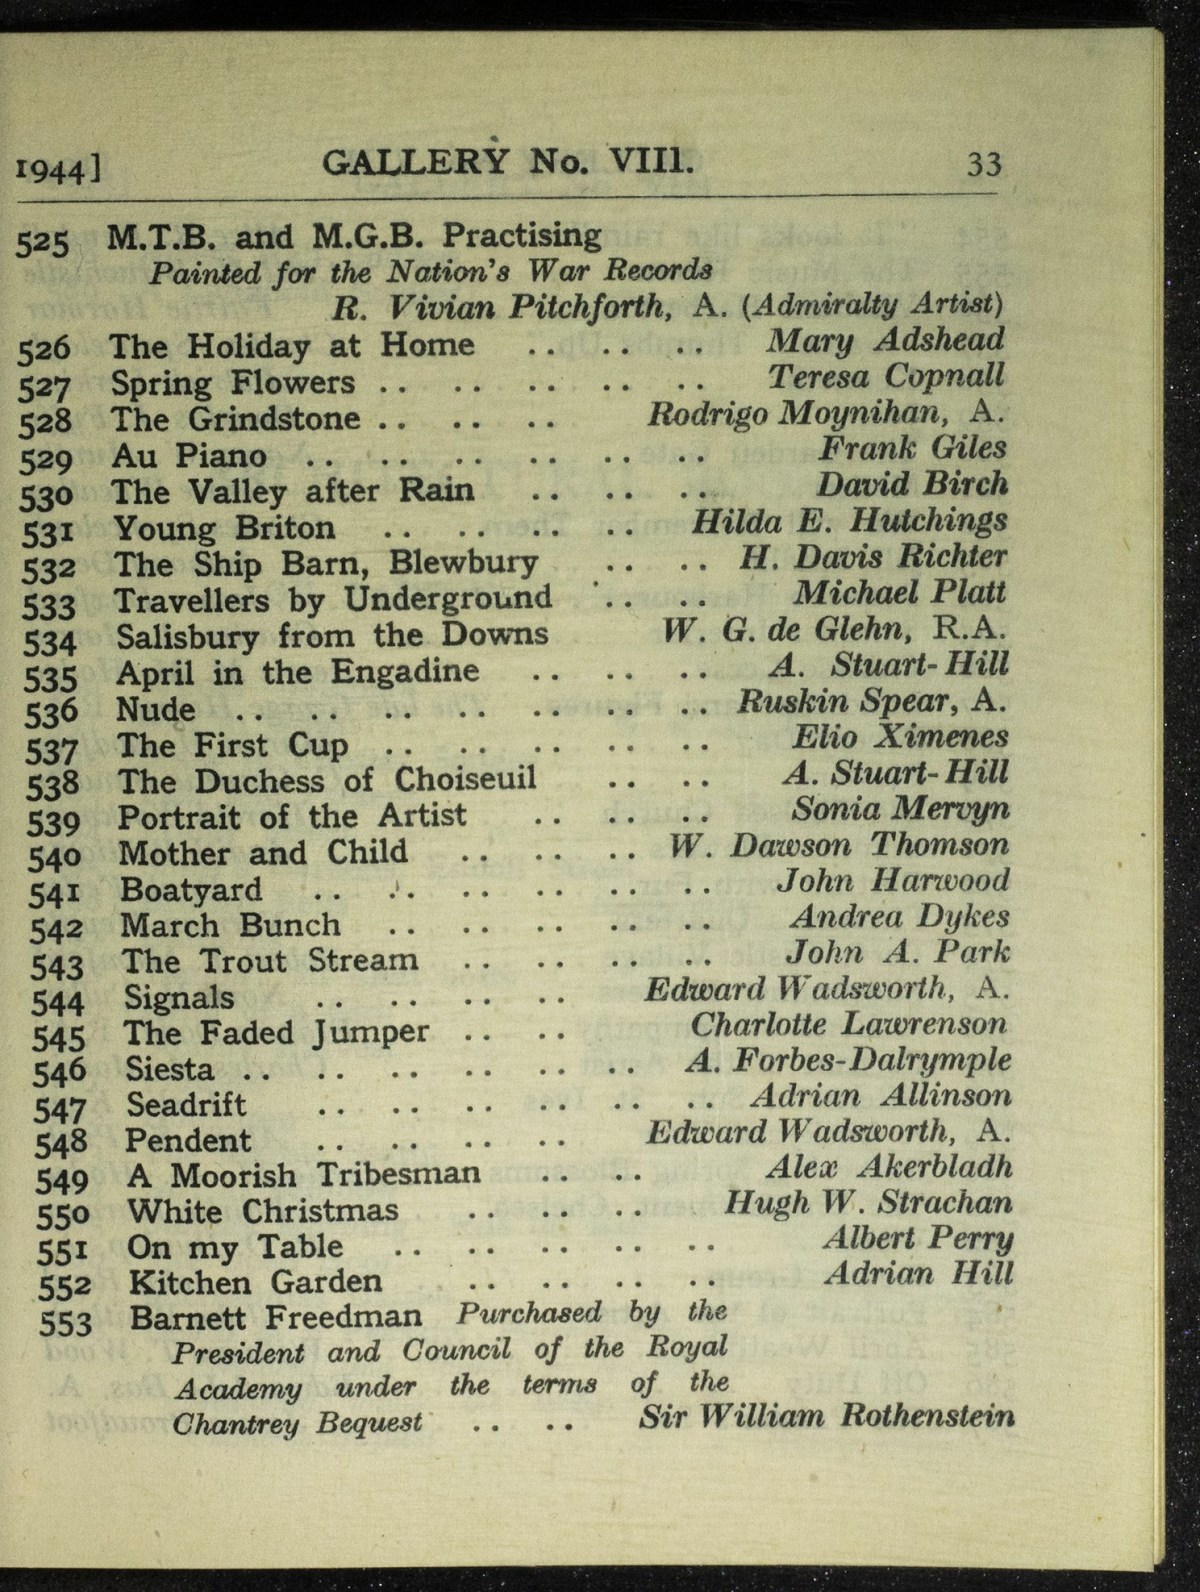 1944] GALLERY No. VIII. 33
525 M.T.B. and M.G.B. Practising
Painted for the Nation's War Records
R. Vivian Pitchforth, A. (Admiralty Artist)
526 The Holiday at Home .. .. .. Mary Adshead
527 Spring Flowers .. .. .. .. .. Teresa Copnall
528 The Grindstone .. .. .. Rodrigo Moynihan, A.
529 Au Piano .. .. .. .. .. .. Frank Giles
530 The Valley after Rain .. .. .. David Birch
531 Young Briton .. .. .. .. Hilda E. Hutchings
532 The Ship Barn, Blewbury .. .. H. Davis Richter
533 Travellers by Underground .. .. Michael Platt
534 Salisbury from the Downs W. G. de Glehn, R.A.
535 April in the Engadine .. .. .. A. Stuart-Hill
536 Nude .. .. .. .. .. .. .. Ruskin Spear, A.
537 The First Cup .. .. .. .. .. Elio Ximenes
538 The Duchess of Choiseuil .. .. A. Stuart-Hill
539 Portrait of the Artist .. .. .. Sonia Mervyn
540 Mother and Child .. .. .. W. Dawson Thomson
541 Boatyard .. .. .. .. .. .. John Harwood
542 March Bunch .. .. .. .. .. Andrea Dykes
543 The Trout Stream .. .. .. .. John A. Park
544 Signals .. .. .. .. Edward Wadsworth, A.
545 The Faded Jumper .. .. Charlotte Lawrenson
546 Siesta .. .. .. .. .. .. A. Forbes-Dalrymple
547 Seadrift .. .. .. .. .. .. Adrian Allinson
548 Pendent .. .. .. .. Edward Wadsworth, A.
549 A Moorish Tribesman .. .. Alex Akerbladh
550 White Christmas .. .. .. Hugh W. Strachan
551 On my Table .. .. .. .. .. Albert Perry
552 Kitchen Garden .. .. .. .. Adrian Hill
553 Barnett Freedman Purchased by the
President and Council of the Royal
Academy under the terms of the
Chantrey Bequest .. .. Sir William Rothenstein